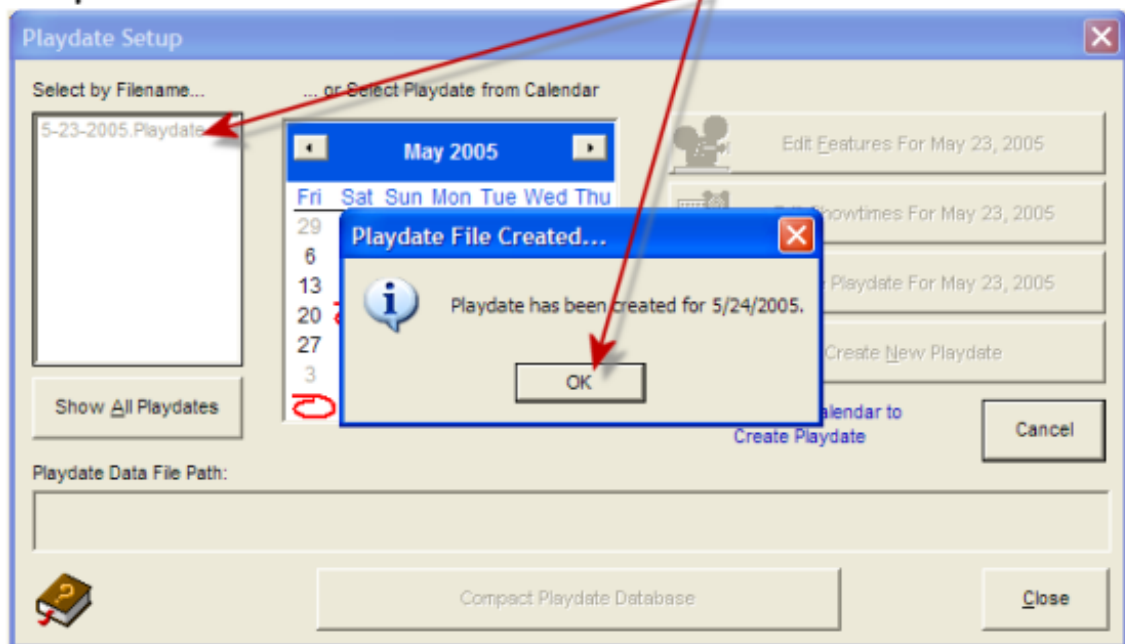 Playdate Setup
Select by Filename...
... or Select Playdate from Calendar
5-23-2005.Playdate
May 2005
Fri Sat Sun Mon Tue Wed Thu
29
6
13
20
27
3
Playdate File Created...
Playdate has been created for 5/24/2005.
OK
Edit Features For May 23, 2005
Showtimes For May 23, 2005
Playdate For May 23, 2005
Create New Playdate
alendar to
Create Playdate
Cancel
Show All Playdates
Playdate Data File Path:
Compact Playdate Database
Close